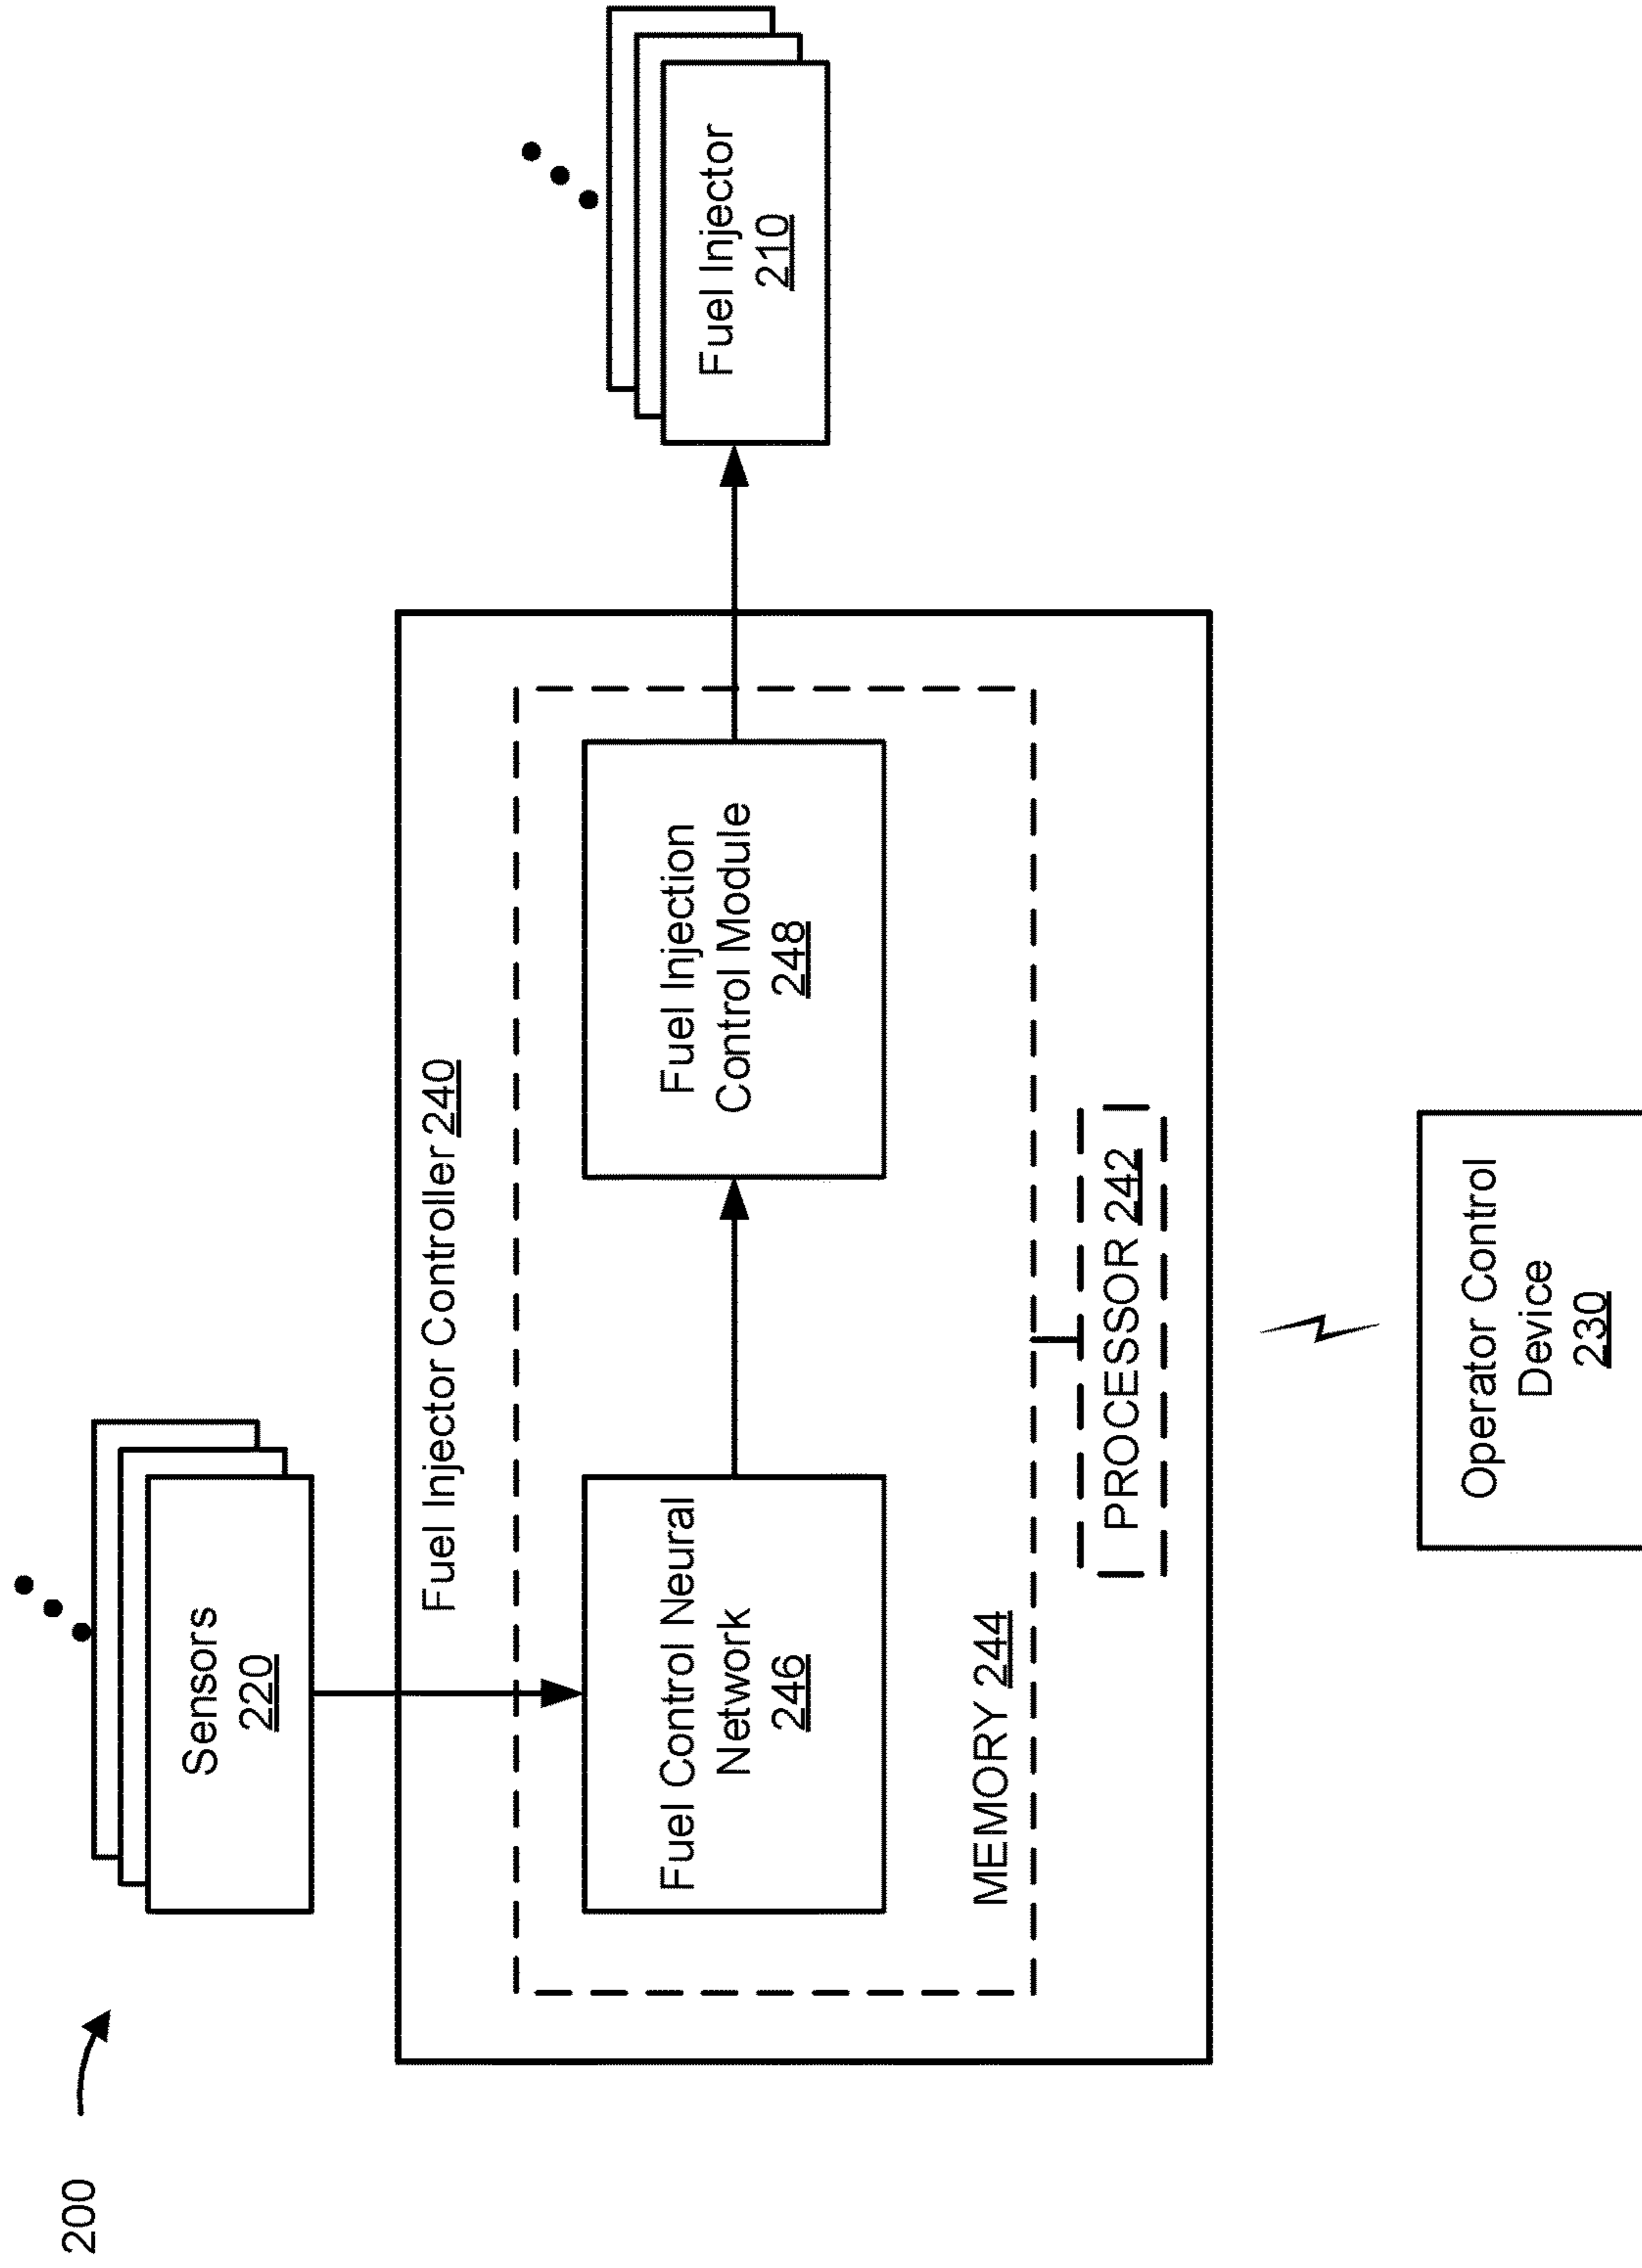 200
Sensors
220
Fuel Injector Controller 240
Fuel Control Neural
Network
246
Fuel Injection
Control Module
248
Fuel Injector
210
MEMORY 244
PROCESSOR 242
Operator Control
Device
230